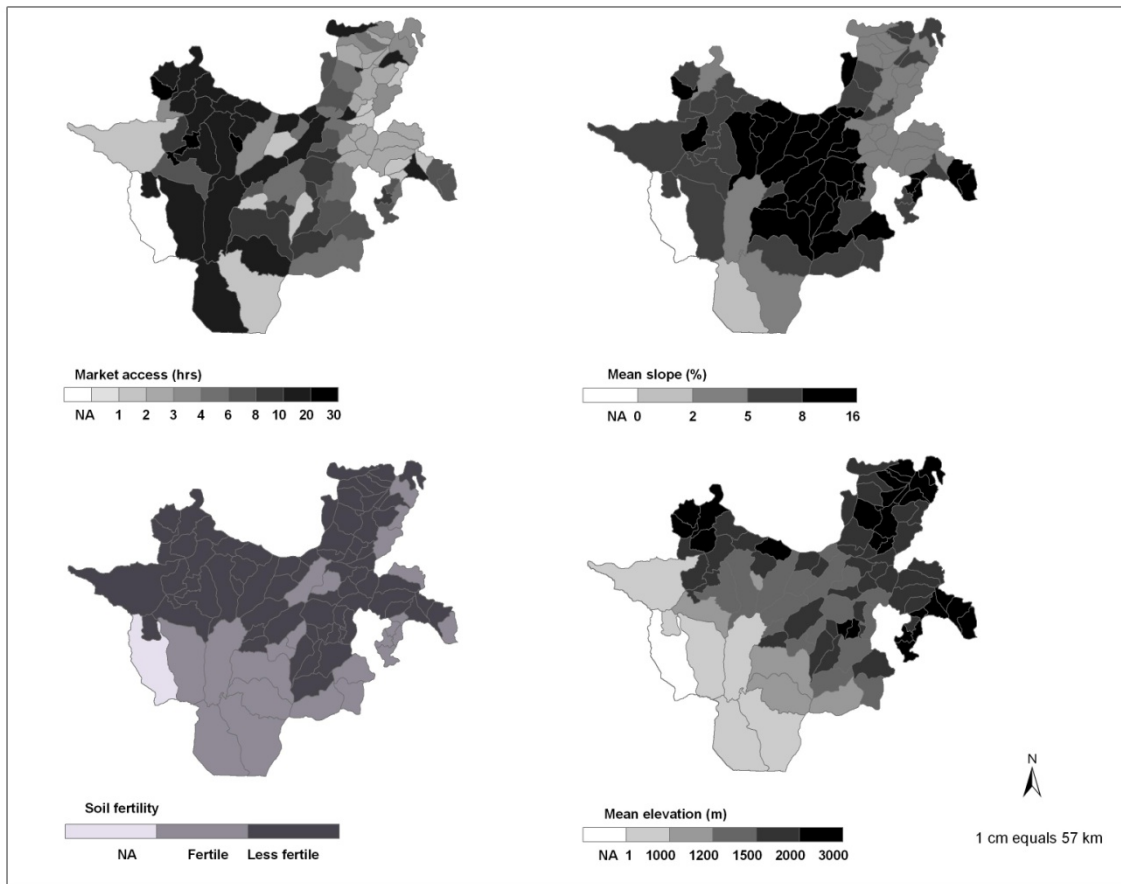 Market access (hrs)
NA 1 2 3 4 6 8 10 20 30
Mean slope (%)
NA 0 2 5 8 16
Soil fertility
NA Fertile Less fertile
Mean elevation (m)
NA 1 1000 1200 1500 2000 3000
N
1 cm equals 57 km